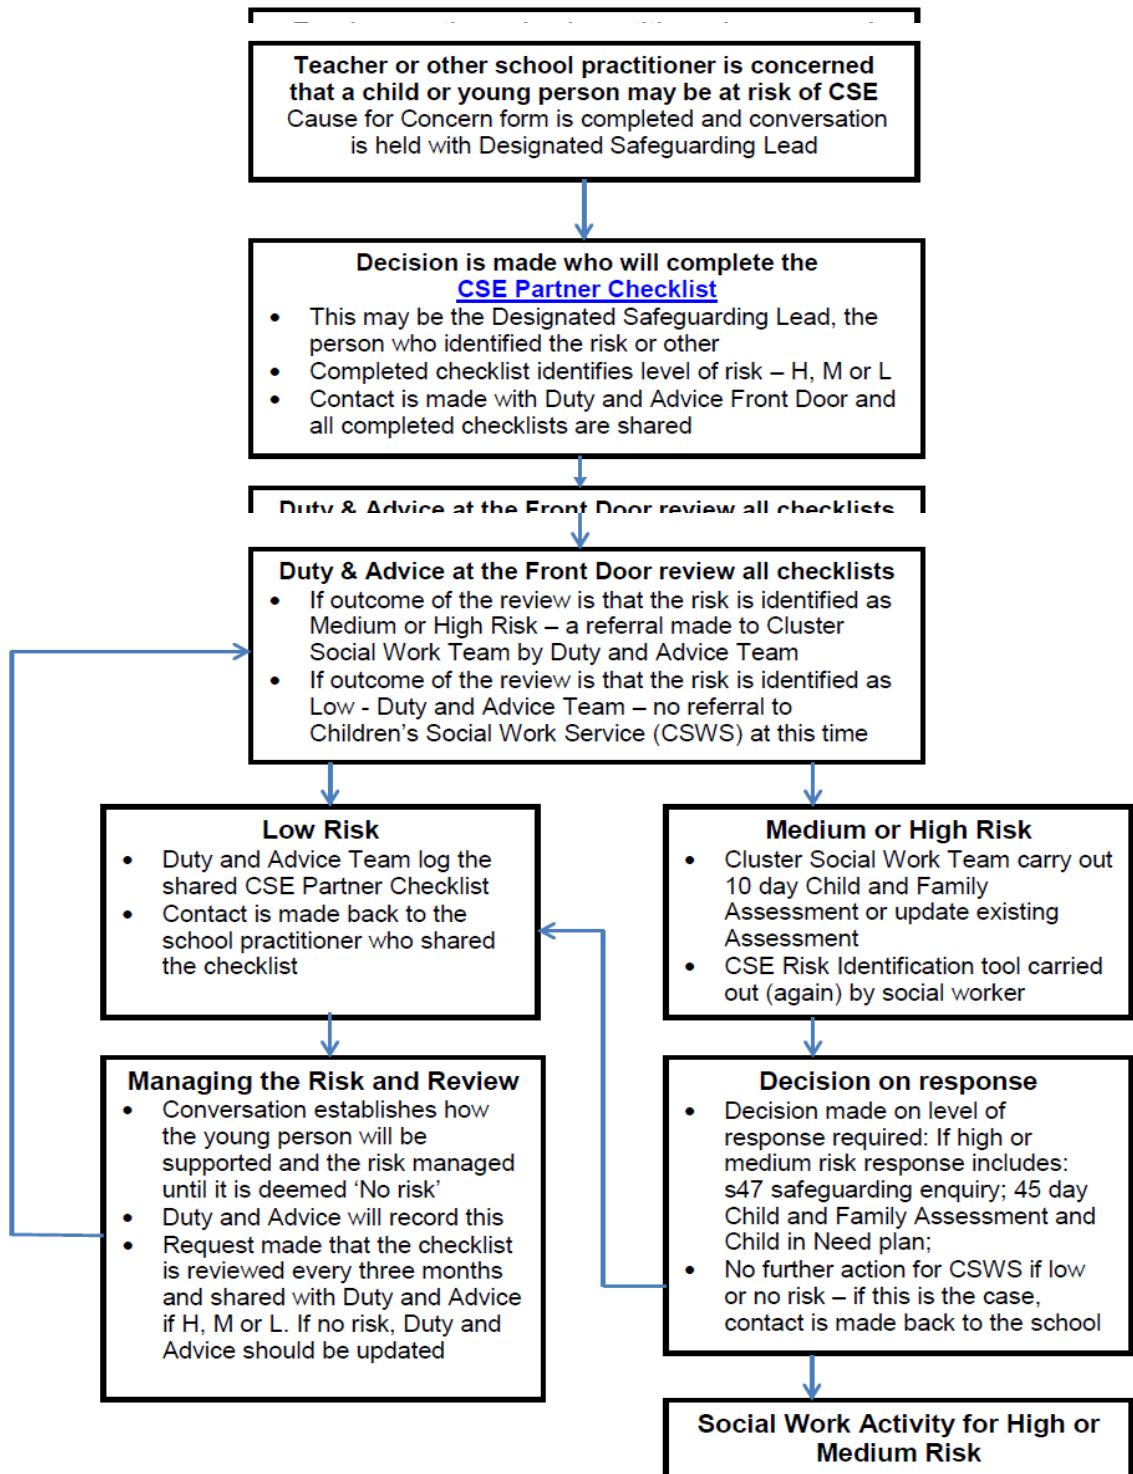 Teacher or other school practitioner is concerned
that a child or young person may be at risk of CSE
Cause for Concern form is completed and conversation
is held with Designated Safeguarding Lead
Decision is made who will complete the
CSE Partner Checklist
• This may be the Designated Safeguarding Lead, the
person who identified the risk or other
• Completed checklist identifies level of risk – H, M or L
• Contact is made with Duty and Advice Front Door and
all completed checklists are shared
Duty & Advice at the Front Door review all checklists
Duty & Advice at the Front Door review all checklists
• If outcome of the review is that the risk is identified as
Medium or High Risk – a referral made to Cluster
Social Work Team by Duty and Advice Team
• If outcome of the review is that the risk is identified as
Low - Duty and Advice Team – no referral to
Children's Social Work Service (CSWS) at this time
Low Risk
• Duty and Advice Team log the
shared CSE Partner Checklist
• Contact is made back to the
school practitioner who shared
the checklist
Medium or High Risk
• Cluster Social Work Team carry out
10 day Child and Family
Assessment or update existing
Assessment
• CSE Risk Identification tool carried
out (again) by social worker
Managing the Risk and Review
• Conversation establishes how
the young person will be
supported and the risk managed
until it is deemed 'No risk'
• Duty and Advice will record this
• Request made that the checklist
is reviewed every three months
and shared with Duty and Advice
if H, M or L. If no risk, Duty and
Advice should be updated
Decision on response
• Decision made on level of
response required: If high or
medium risk response includes:
s47 safeguarding enquiry; 45 day
Child and Family Assessment and
Child in Need plan;
• No further action for CSWS if low
or no risk – if this is the case,
contact is made back to the school
Social Work Activity for High or
Medium Risk